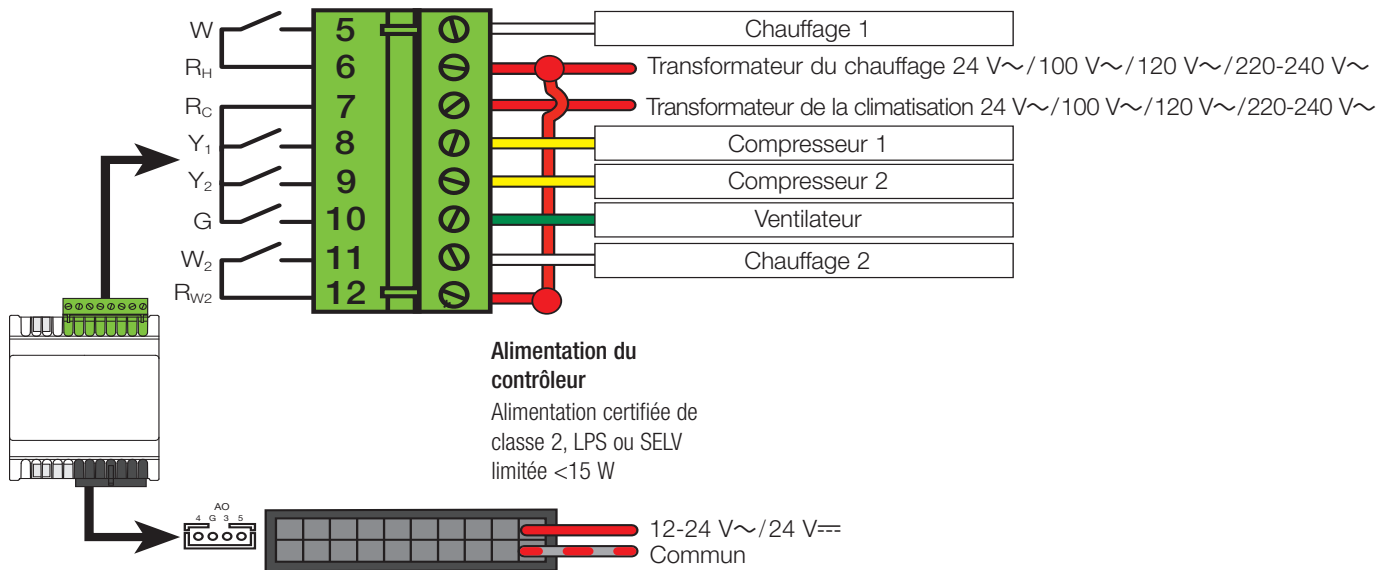 W 5 Chauffage 1
RH 6 Transformateur du chauffage 24 V~/100 V~/120 V~/220-240 V~
RC 7 Transformateur de la climatisation 24 V~/100 V~/120 V~/220-240 V~
Y1 8 Compresseur 1
Y2 9 Compresseur 2
G 10 Ventilateur
W2 11 Chauffage 2
RW2 12
Alimentation du
contrôleur
Alimentation certifiée de
classe 2, LPS ou SELV
limitée <15 W
AO
4 G 3 5
12-24 V~/24 V⎓
Commun